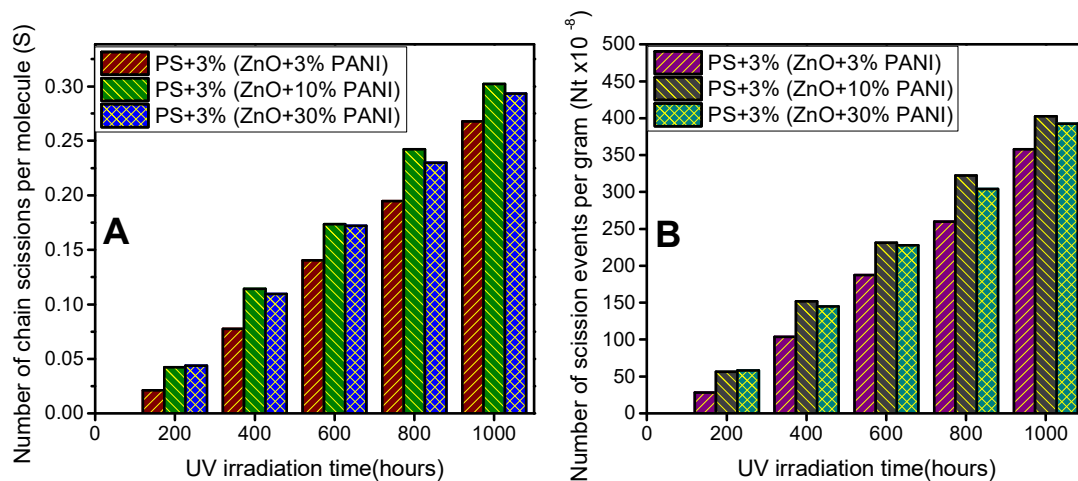 Number of chain scissions per molecule (S)
0.30
0.25
0.20
0.15
0.10
0.05
0.00
PS+3% (ZnO+3% PANI)
PS+3% (ZnO+10% PANI)
PS+3% (ZnO+30% PANI)
A
0 200 400 600 800 1000
UV irradiation time(hours)
Number of scission events per gram (Nt x10⁻⁸)
500
450
400
350
300
250
200
150
100
50
0
PS+3% (ZnO+3% PANI)
PS+3% (ZnO+10% PANI)
PS+3% (ZnO+30% PANI)
B
0 200 400 600 800 1000
UV irradiation time(hours)